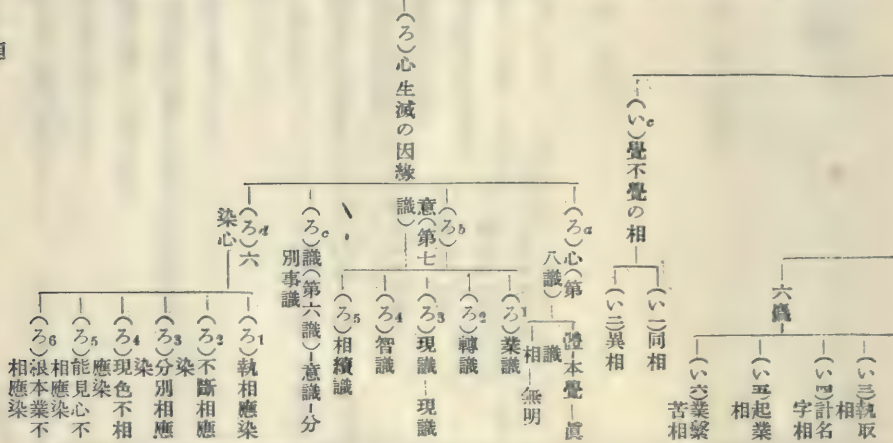 六麁
(い三)執取
相
(い四)計名
字相
(い五)起業
相
(い六)業繫
苦相
(い)c覺不覺の相
(い一)同相
(い二)異相
(ろ)心生滅の因緣
(ろ)a心(第
八識)
體―本覺―眞
識
相―無明
(ろ)b
意(第七
識)
(ろ)1業識
(ろ)2轉識
(ろ)3現識―現識
(ろ)4智識
(ろ)5相續識
(ろ)c識(第六識)―意識―分
別事識
(ろ)d六
染心
(ろ)1執相應染
(ろ)2不斷相應
染
(ろ)3分別相應
染
(ろ)4現色不相
應染
(ろ)5能見心不
相應染
(ろ)6根本業不
相應染